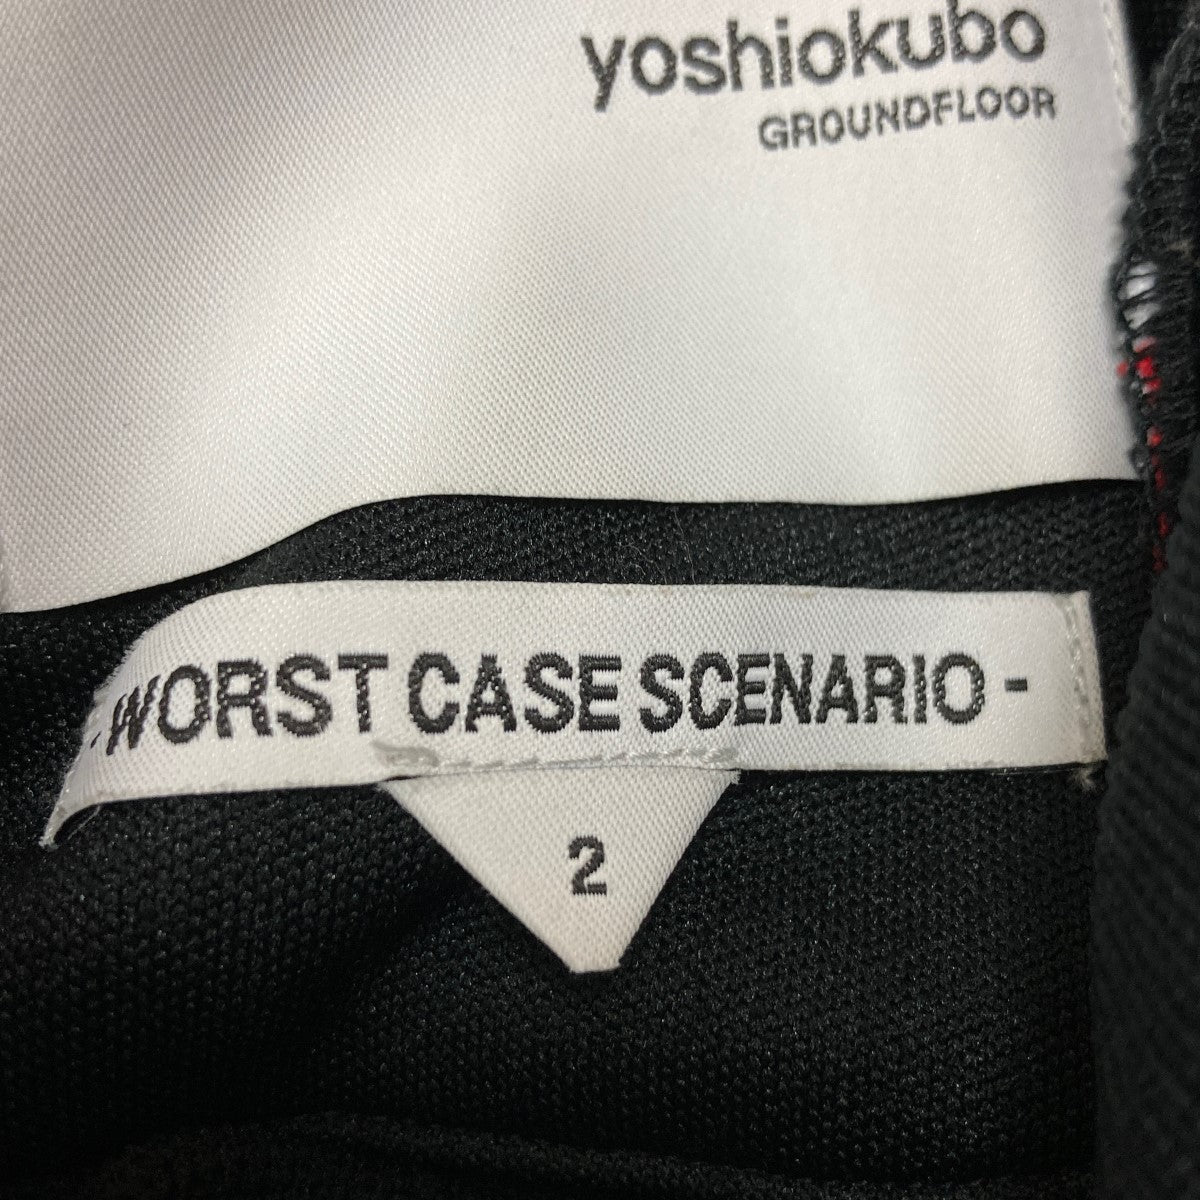 yoshiokubo
GROUNDFLOOR
-WORST CASE SCENARIO-
2